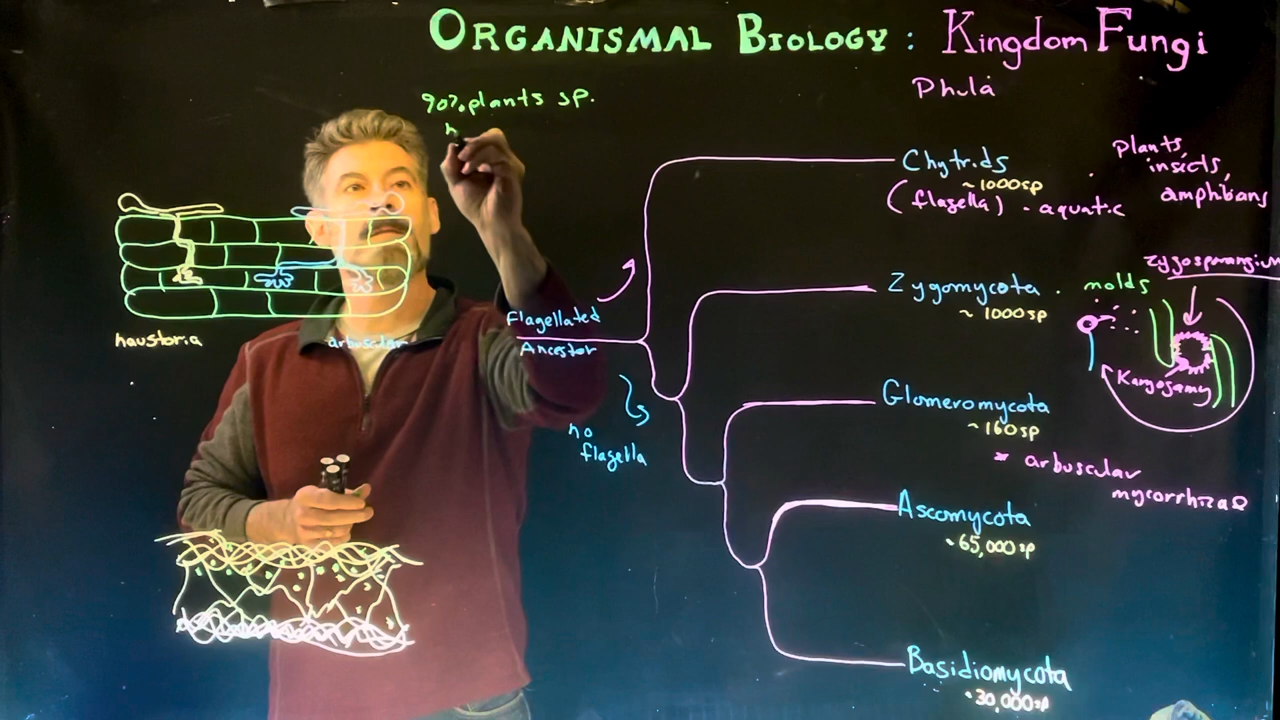 ORGANISMAL BIOLOGY: Kingdom Fungi
Phyla
90% plants sp.
h
Chytrids
~1000sp
(flagella) - aquatic
Plants,
insects,
amphibans
Flagellated
Ancestor
no
flagella
Zygomycota . molds
~ 1000sp
Zygosporangium
Karyogamy
Glomeromycota
~160sp
* arbuscular
mycorrhizae
Ascomycota
~65,000sp
Basidiomycota
~30,000sp
haustoria
arbuscular